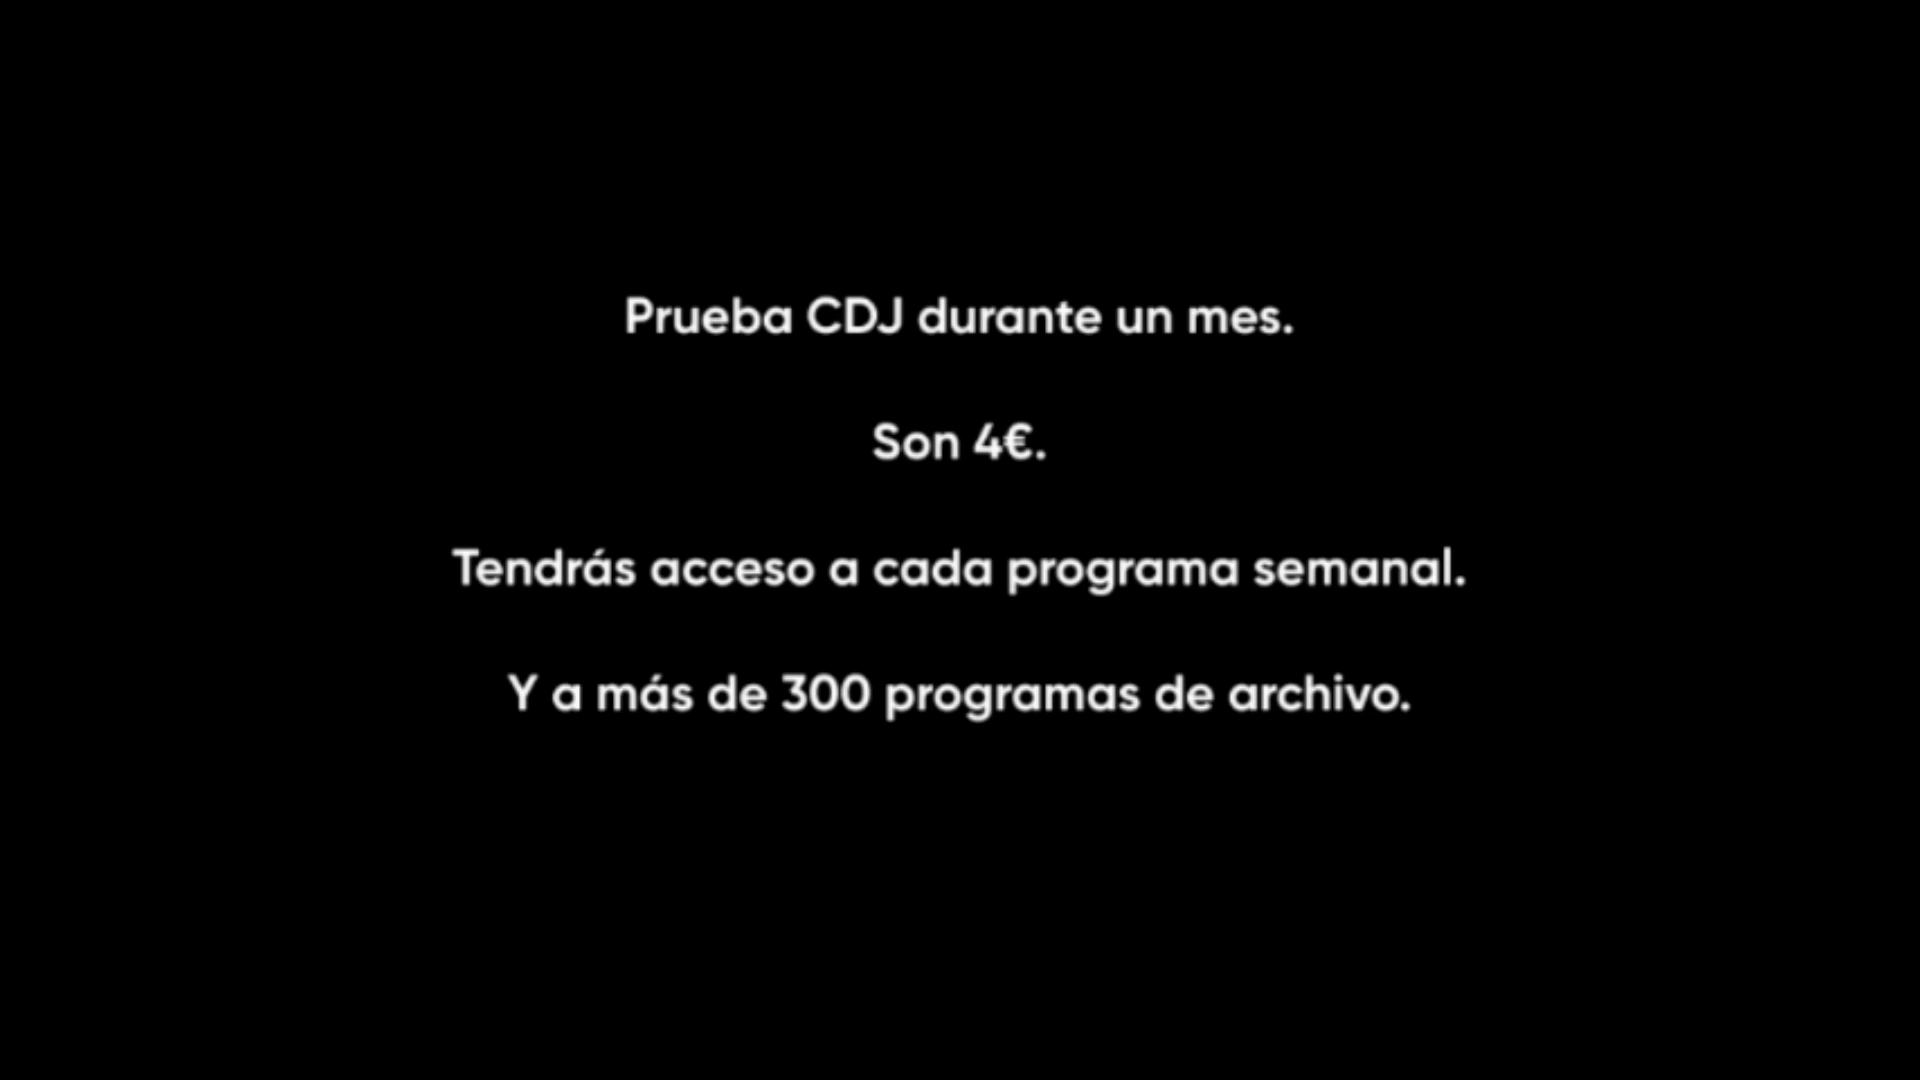 Prueba CDJ durante un mes.
Son 4€.
Tendrás acceso a cada programa semanal.
Y a más de 300 programas de archivo.